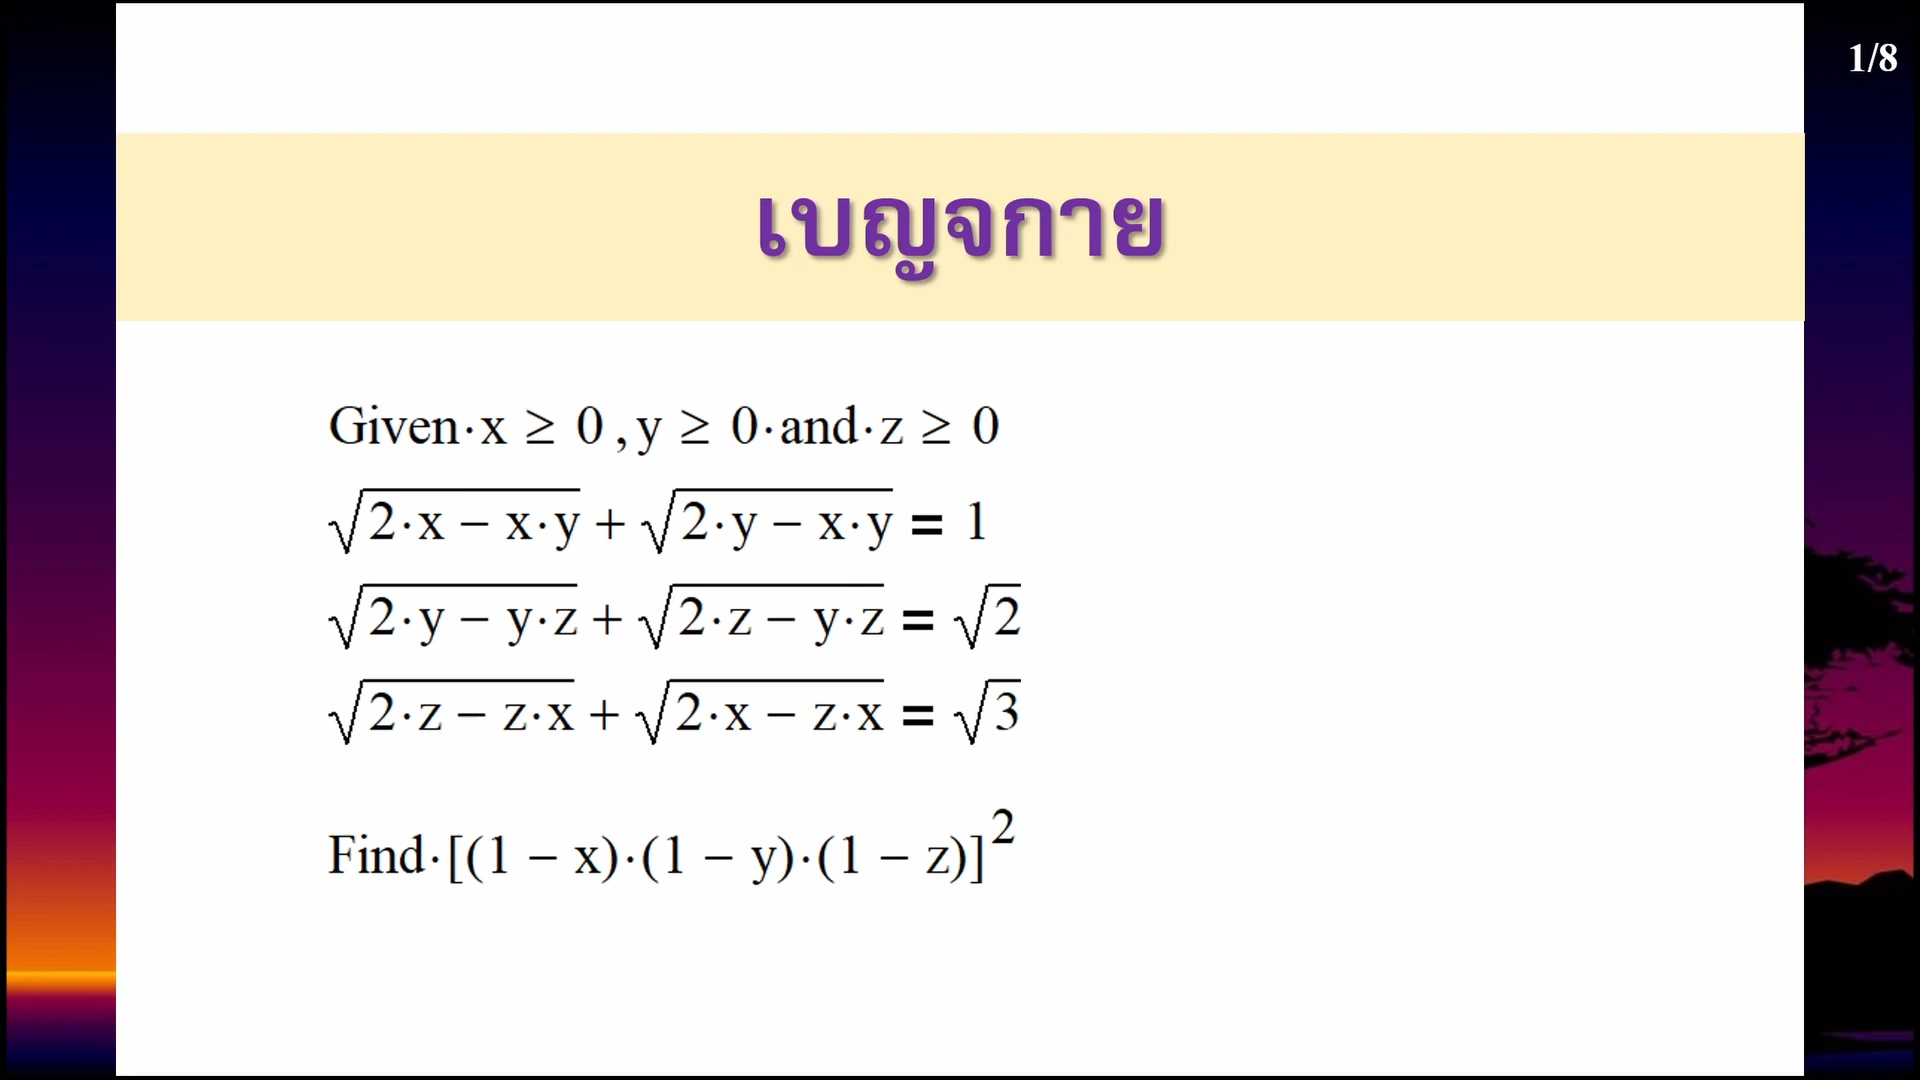 1/8
เบญจกาย
Given·x ≥ 0 , y ≥ 0·and·z ≥ 0
√(2·x − x·y) + √(2·y − x·y) = 1
√(2·y − y·z) + √(2·z − y·z) = √2
√(2·z − z·x) + √(2·x − z·x) = √3
Find·[(1 − x)·(1 − y)·(1 − z)]²